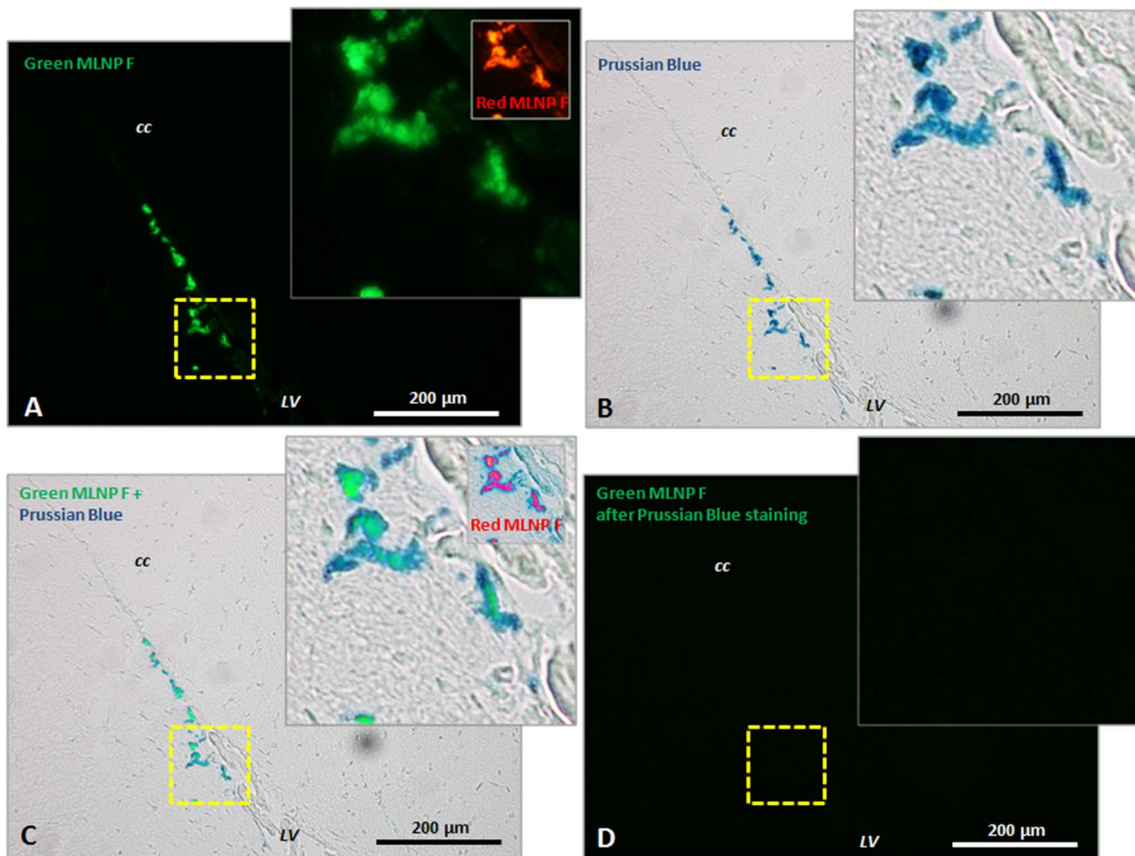 Green MLNP F
cc
Red MLNP F
A
LV
200 µm
Prussian Blue
cc
B
LV
200 µm
Green MLNP F +
Prussian Blue
cc
Red MLNP F
C
LV
200 µm
Green MLNP F
after Prussian Blue staining
cc
D
LV
200 µm